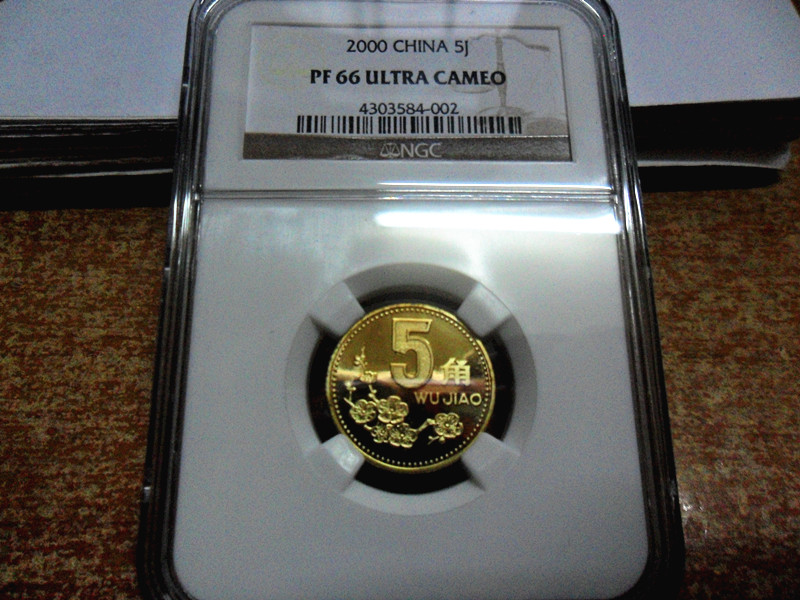 2000 CHINA 5J
PF 66 ULTRA CAMEO
4303584-002
NGC
5角
WU JIAO